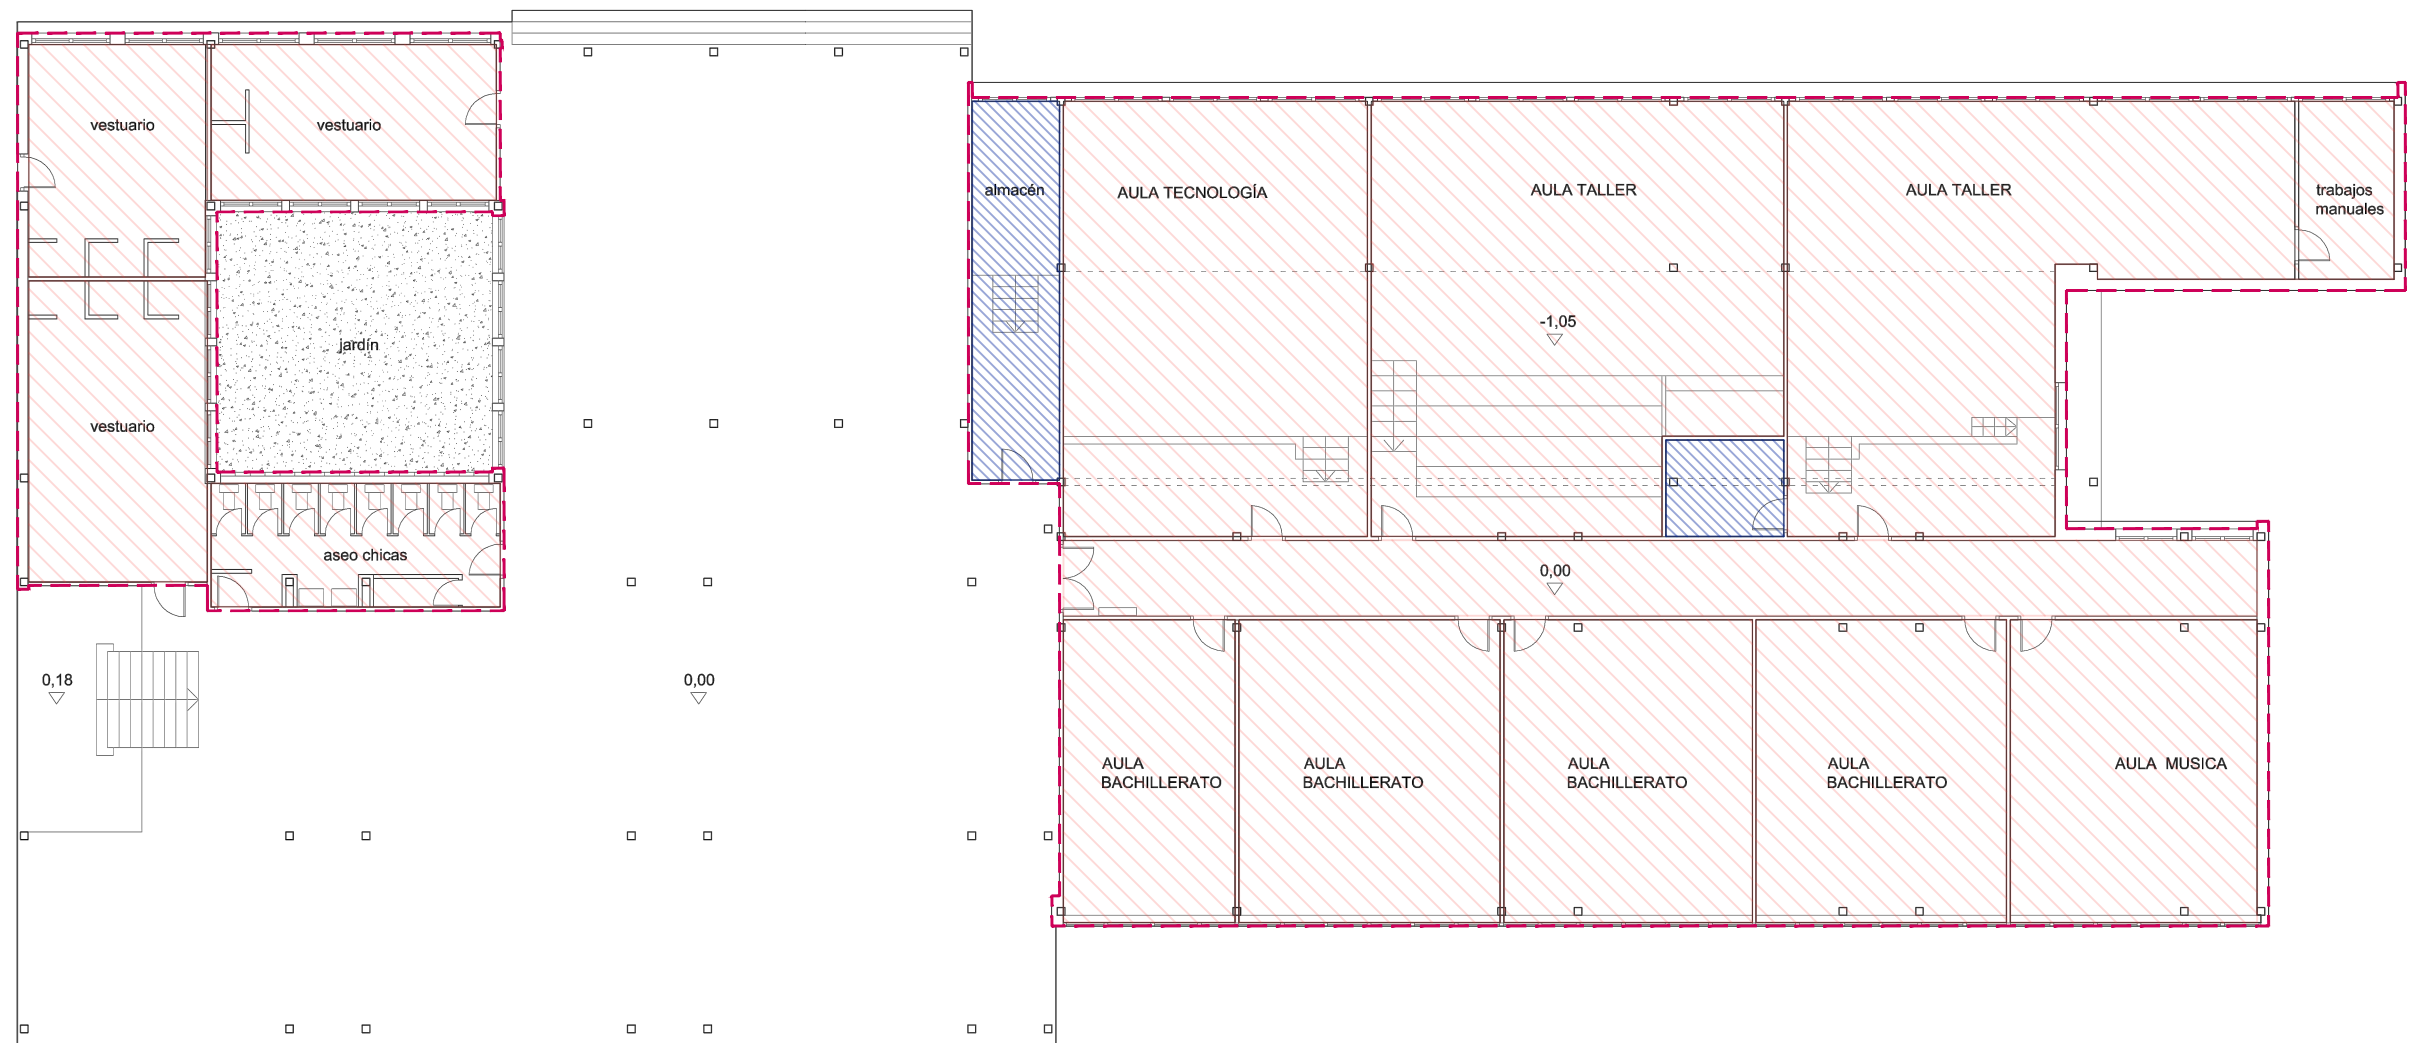 vestuario
vestuario
almacén
AULA TECNOLOGÍA
AULA TALLER
AULA TALLER
trabajos
manuales
jardín
-1,05
vestuario
aseo chicas
0,00
0,18
0,00
AULA
BACHILLERATO
AULA
BACHILLERATO
AULA
BACHILLERATO
AULA
BACHILLERATO
AULA MUSICA